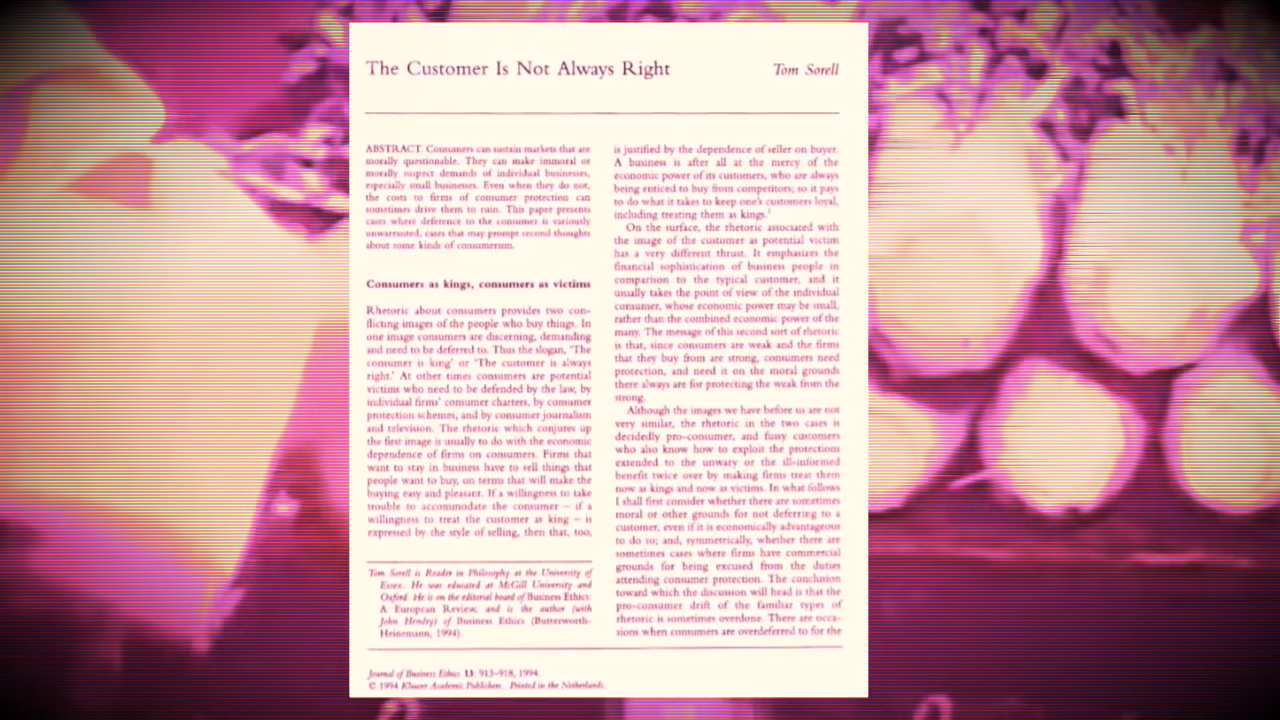 The Customer Is Not Always Right
Tom Sorell
ABSTRACT. Consumers can sustain markets that are
morally questionable. They can make immoral or
morally suspect demands of individual businesses,
especially small businesses. Even when they do not,
the costs to firms of consumer protection can
sometimes drive them to ruin. This paper presents
cases where deference to the consumer is variously
unwarranted, cases that may prompt second thoughts
about some kinds of consumerism.
Consumers as kings, consumers as victims
Rhetoric about consumers provides two con-
flicting images of the people who buy things. In
one image consumers are discerning, demanding
and need to be deferred to. Thus the slogan, 'The
consumer is king' or 'The customer is always
right.' At other times consumers are potential
victims who need to be defended by the law, by
individual firms' consumer charters, by consumer
protection schemes, and by consumer journalism
and television. The rhetoric which conjures up
the first image is usually to do with the economic
dependence of firms on consumers. Firms that
want to stay in business have to sell things that
people want to buy, on terms that will make the
buying easy and pleasant. If a willingness to take
trouble to accommodate the consumer – if a
willingness to treat the customer as king – is
expressed by the style of selling, then that, too,
Tom Sorell is Reader in Philosophy at the University of
Essex. He was educated at McGill University and
Oxford. He is on the editorial board of Business Ethics:
A European Review, and is the author (with
John Hendry) of Business Ethics (Butterworth-
Heinemann, 1994).
is justified by the dependence of seller on buyer.
A business is after all at the mercy of the
economic power of its customers, who are always
being enticed to buy from competitors; so it pays
to do what it takes to keep one's customers loyal,
including treating them as kings.¹
On the surface, the rhetoric associated with
the image of the customer as potential victim
has a very different thrust. It emphasizes the
financial sophistication of business people in
comparison to the typical customer, and it
usually takes the point of view of the individual
consumer, whose economic power may be small,
rather than the combined economic power of the
many. The message of this second sort of rhetoric
is that, since consumers are weak and the firms
that they buy from are strong, consumers need
protection, and need it on the moral grounds
there always are for protecting the weak from the
strong.
Although the images we have before us are not
very similar, the rhetoric in the two cases is
decidedly pro-consumer, and fussy customers
who also know how to exploit the protections
extended to the unwary or the ill-informed
benefit twice over by making firms treat them
now as kings and now as victims. In what follows
I shall first consider whether there are sometimes
moral or other grounds for not deferring to a
customer, even if it is economically advantageous
to do so; and, symmetrically, whether there are
sometimes cases where firms have commercial
grounds for being excused from the duties
attending consumer protection. The conclusion
toward which the discussion will head is that the
pro-consumer drift of the familiar types of
rhetoric is sometimes overdone. There are occa-
sions when consumers are overdeferred to for the
Journal of Business Ethics 13: 913–918, 1994.
© 1994 Kluwer Academic Publishers. Printed in the Netherlands.